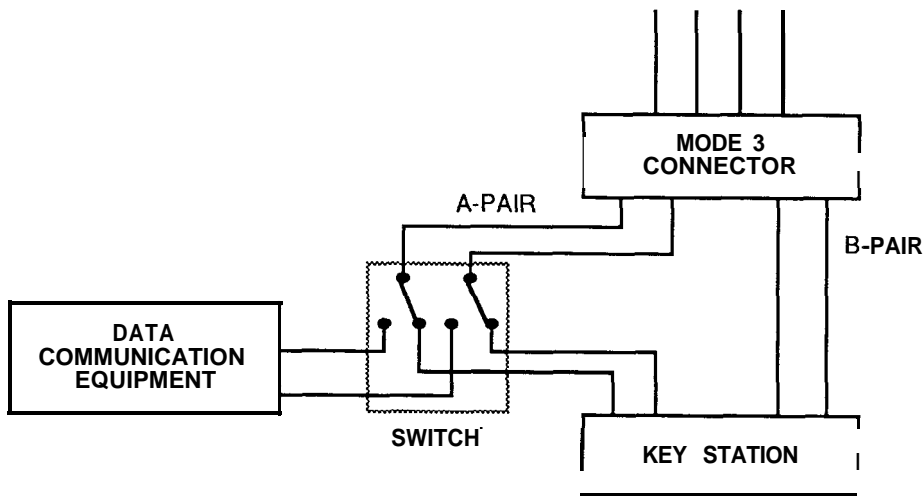 MODE 3
CONNECTOR
A-PAIR
B-PAIR
DATA
COMMUNICATION
EQUIPMENT
SWITCH
KEY STATION